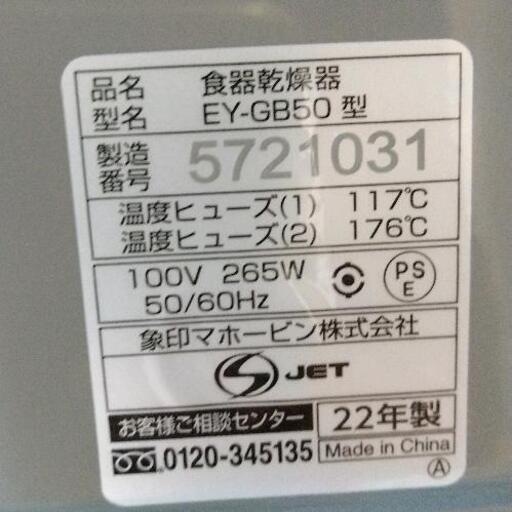 品名 食器乾燥器
型名 EY-GB50 型
製造番号 5721031
温度ヒューズ(1) 117℃
温度ヒューズ(2) 176℃
100V 265W
50/60Hz
PS
E
象印マホービン株式会社
S JET
お客様ご相談センター
0120-345135
22年製
Made in China
A